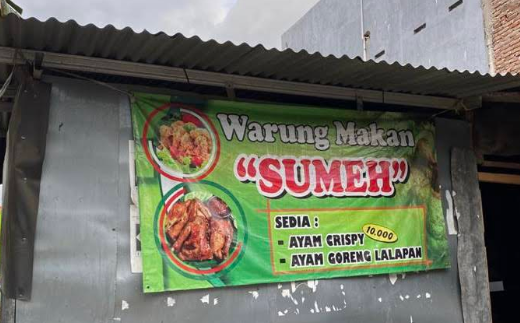 Warung Makan
"SUMEH"
SEDIA :
- AYAM CRISPY 10.000
- AYAM GORENG LALAPAN